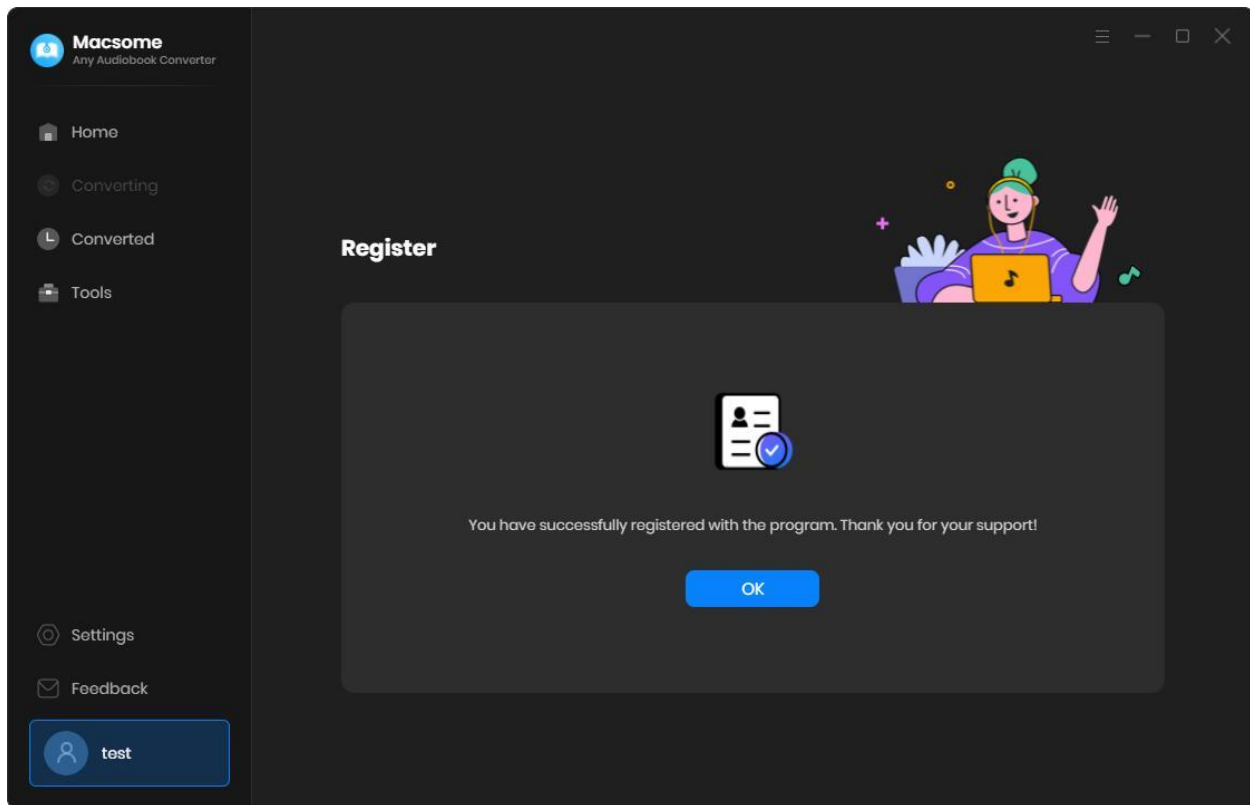 Macsome
Any Audiobook Converter
Home
Converting
Converted
Tools
Register
You have successfully registered with the program. Thank you for your support!
OK
Settings
Feedback
test